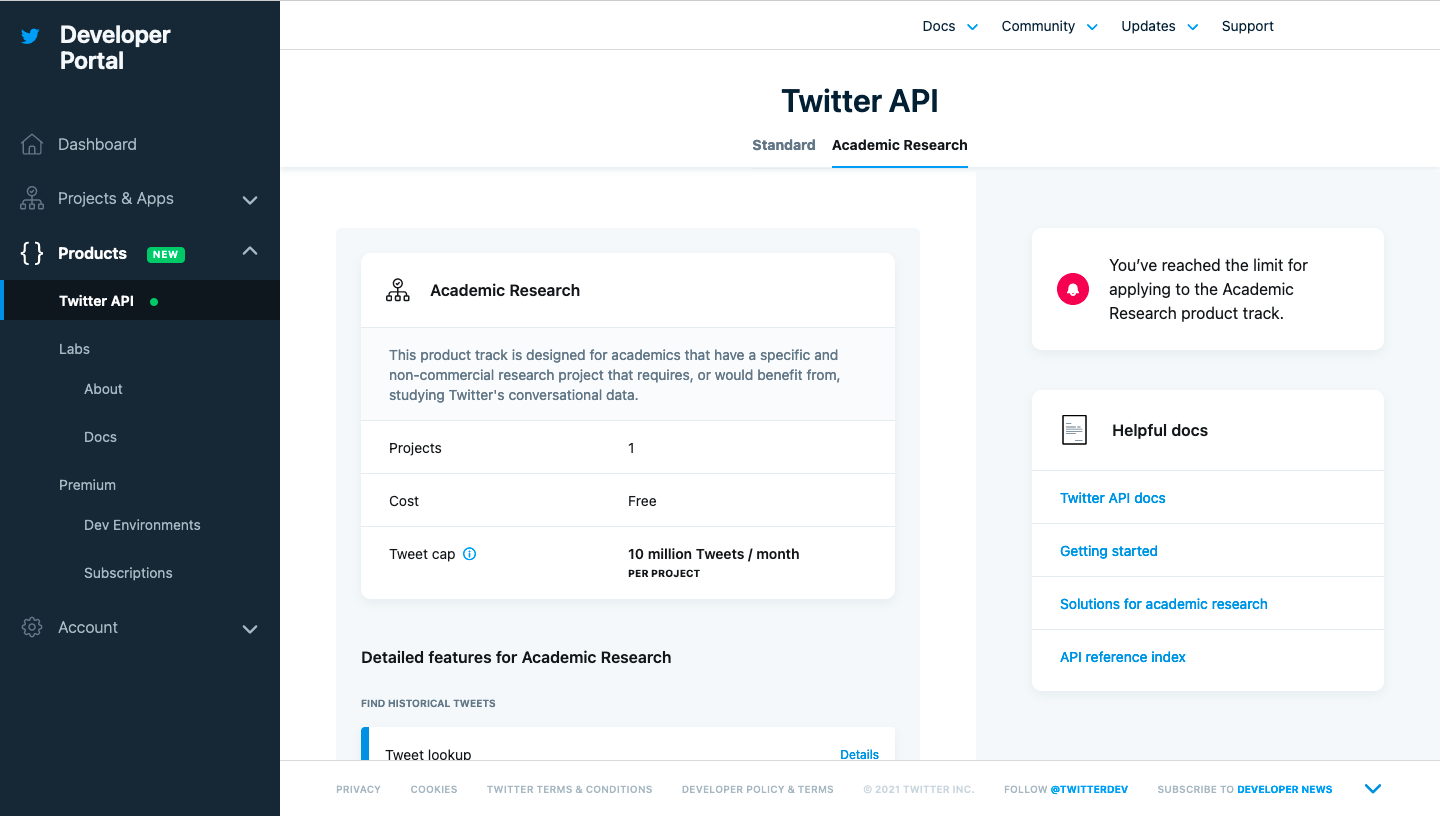 Developer
Portal
Dashboard
Projects & Apps
{ } Products NEW
Twitter API
Labs
About
Docs
Premium
Dev Environments
Subscriptions
Account
Docs Community Updates Support
Twitter API
Standard Academic Research
Academic Research
This product track is designed for academics that have a specific and
non-commercial research project that requires, or would benefit from,
studying Twitter's conversational data.
Projects 1
Cost Free
Tweet cap 10 million Tweets / month
PER PROJECT
Detailed features for Academic Research
FIND HISTORICAL TWEETS
Tweet lookup Details
You’ve reached the limit for
applying to the Academic
Research product track.
Helpful docs
Twitter API docs
Getting started
Solutions for academic research
API reference index
PRIVACY COOKIES TWITTER TERMS & CONDITIONS DEVELOPER POLICY & TERMS © 2021 TWITTER INC. FOLLOW @TWITTERDEV SUBSCRIBE TO DEVELOPER NEWS